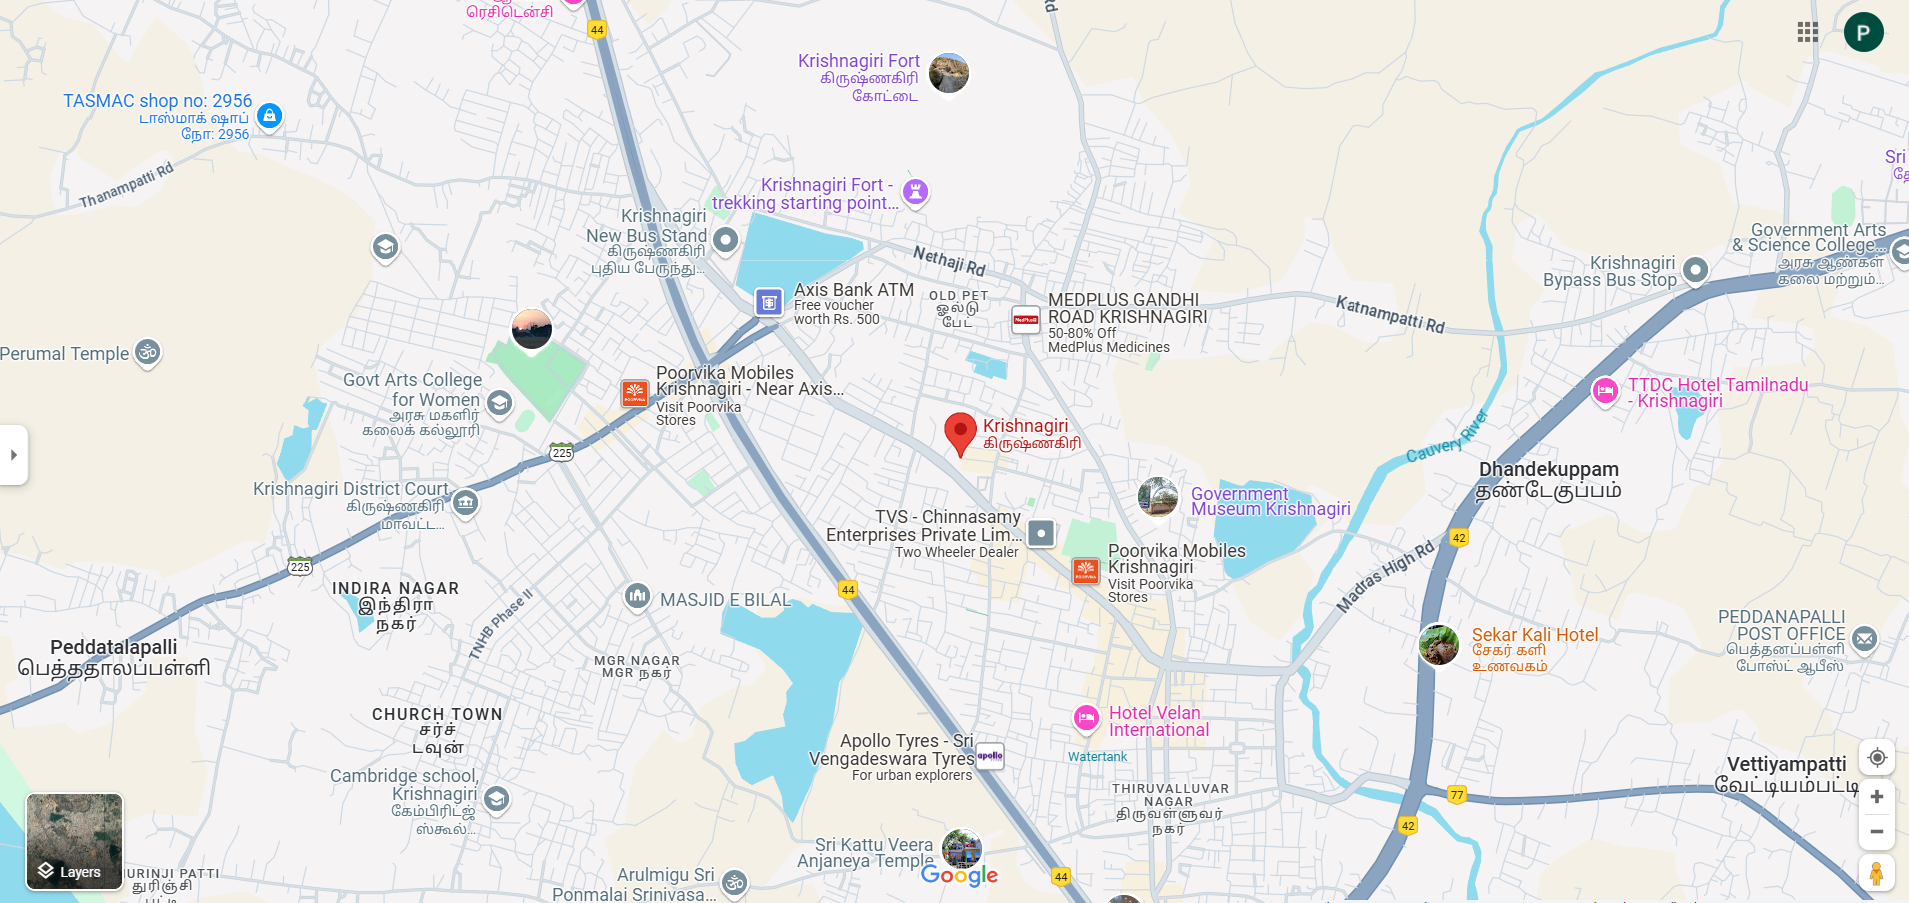 ரெசிடென்சி
44
Rd
Krishnagiri Fort
கிருஷ்ணகிரி
கோட்டை
P
TASMAC shop no: 2956
டாஸ்மாக் ஷாப்
நோ: 2956
Thanampatti Rd
Sri
Krishnagiri Fort -
trekking starting point...
Krishnagiri
New Bus Stand
கிருஷ்ணகிரி
புதிய பேருந்து...
Nethaji Rd
Government Arts
& Science College...
அரசு ஆண்கள்
கலை மற்றும்...
Krishnagiri
Bypass Bus Stop
Axis Bank ATM
Free voucher
worth Rs. 500
OLD PET
ஓல்டு
பேட்
MedPlus
MEDPLUS GANDHI
ROAD KRISHNAGIRI
50-80% Off
MedPlus Medicines
Katnampatti Rd
Perumal Temple
Govt Arts College
for Women
அரசு மகளிர்
கலைக் கல்லூரி
POORVIKA
Poorvika Mobiles
Krishnagiri - Near Axis...
Visit Poorvika
Stores
TTDC Hotel Tamilnadu
- Krishnagiri
Krishnagiri
கிருஷ்ணகிரி
Cauvery River
225
Dhandekuppam
தண்டேகுப்பம்
Krishnagiri District Court
கிருஷ்ணகிரி
மாவட்ட...
Government
Museum Krishnagiri
TVS - Chinnasamy
Enterprises Private Lim...
Two Wheeler Dealer
42
POORVIKA
Poorvika Mobiles
Krishnagiri
Visit Poorvika
Stores
Madras High Rd
225
INDIRA NAGAR
இந்திரா
நகர்
44
MASJID E BILAL
TNHB Phase II
Peddatalapalli
பெத்ததாலப்பள்ளி
MGR NAGAR
MGR நகர்
Sekar Kali Hotel
சேகர் களி
உணவகம்
PEDDANAPALLI
POST OFFICE
பெத்தனப்பள்ளி
போஸ்ட் ஆபீஸ்
CHURCH TOWN
சர்ச்
டவுன்
Hotel Velan
International
Watertank
Apollo Tyres - Sri
Vengadeswara Tyres
For urban explorers
apollo
Vettiyampatti
வேட்டியம்பட்டி
Cambridge school,
Krishnagiri
கேம்பிரிட்ஜ்
ஸ்கூல்...
THIRUVALLUVAR
NAGAR
திருவள்ளுவர்
நகர்
77
42
Sri Kattu Veera
Anjaneya Temple
Google
44
Layers
URINJI PATTI
துரிஞ்சி
Arulmigu Sri
Ponmalai Srinivasa...